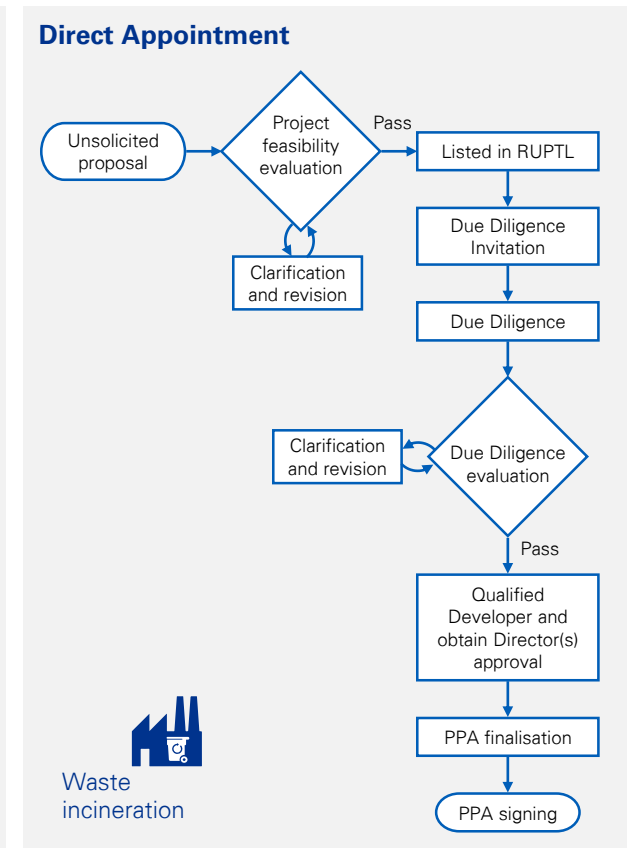 Direct Appointment
Unsolicited
proposal
Project
feasibility
evaluation
Pass
Listed in RUPTL
Clarification
and revision
Due Diligence
Invitation
Due Diligence
Clarification
and revision
Due Diligence
evaluation
Pass
Qualified
Developer and
obtain Director(s)
approval
PPA finalisation
PPA signing
Waste
incineration